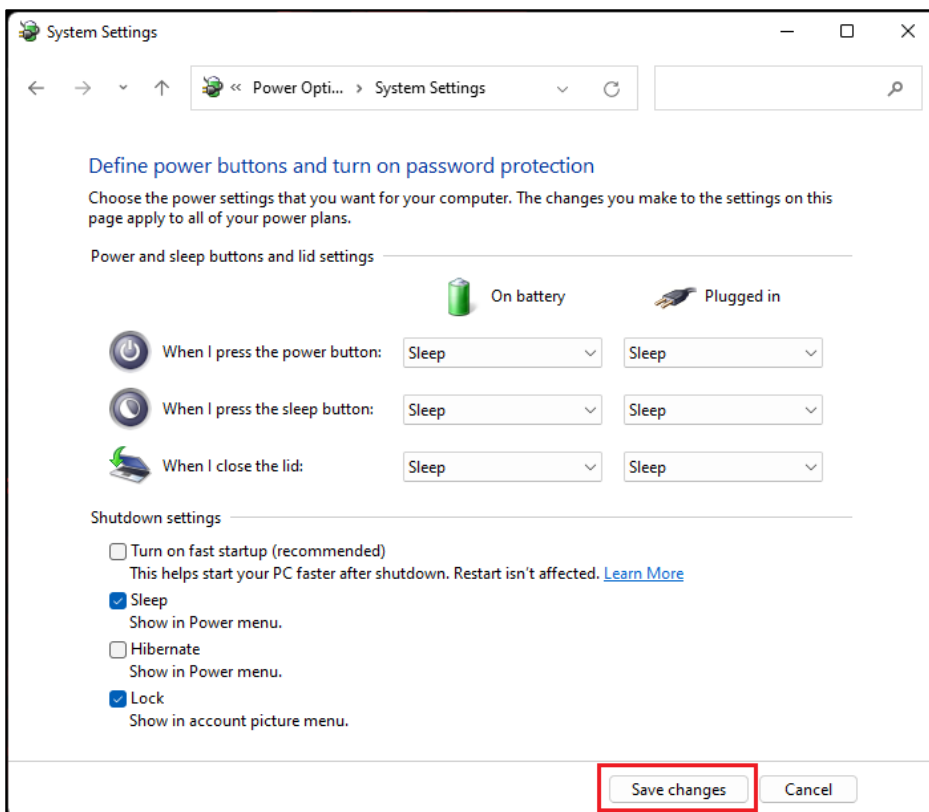 System Settings
« Power Opti... › System Settings
Define power buttons and turn on password protection
Choose the power settings that you want for your computer. The changes you make to the settings on this
page apply to all of your power plans.
Power and sleep buttons and lid settings
On battery Plugged in
When I press the power button: Sleep Sleep
When I press the sleep button: Sleep Sleep
When I close the lid: Sleep Sleep
Shutdown settings
Turn on fast startup (recommended)
This helps start your PC faster after shutdown. Restart isn't affected. Learn More
Sleep
Show in Power menu.
Hibernate
Show in Power menu.
Lock
Show in account picture menu.
Save changes Cancel